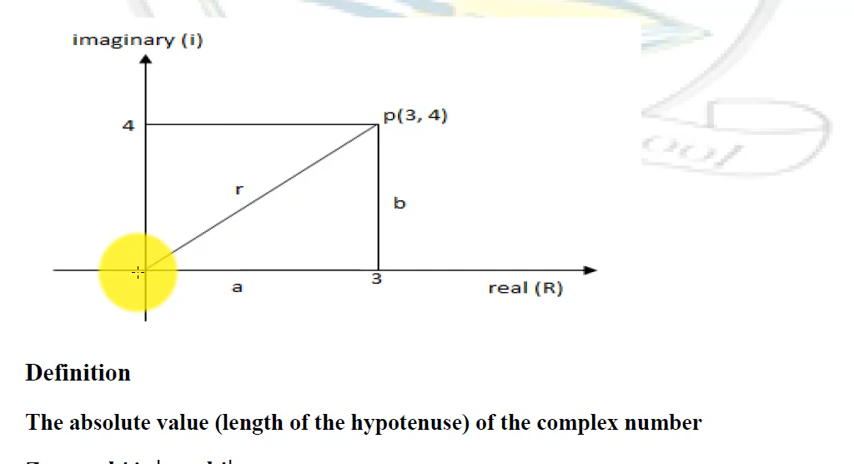 imaginary (i)
4
p(3, 4)
r
b
a
3
real (R)
Definition
The absolute value (length of the hypotenuse) of the complex number